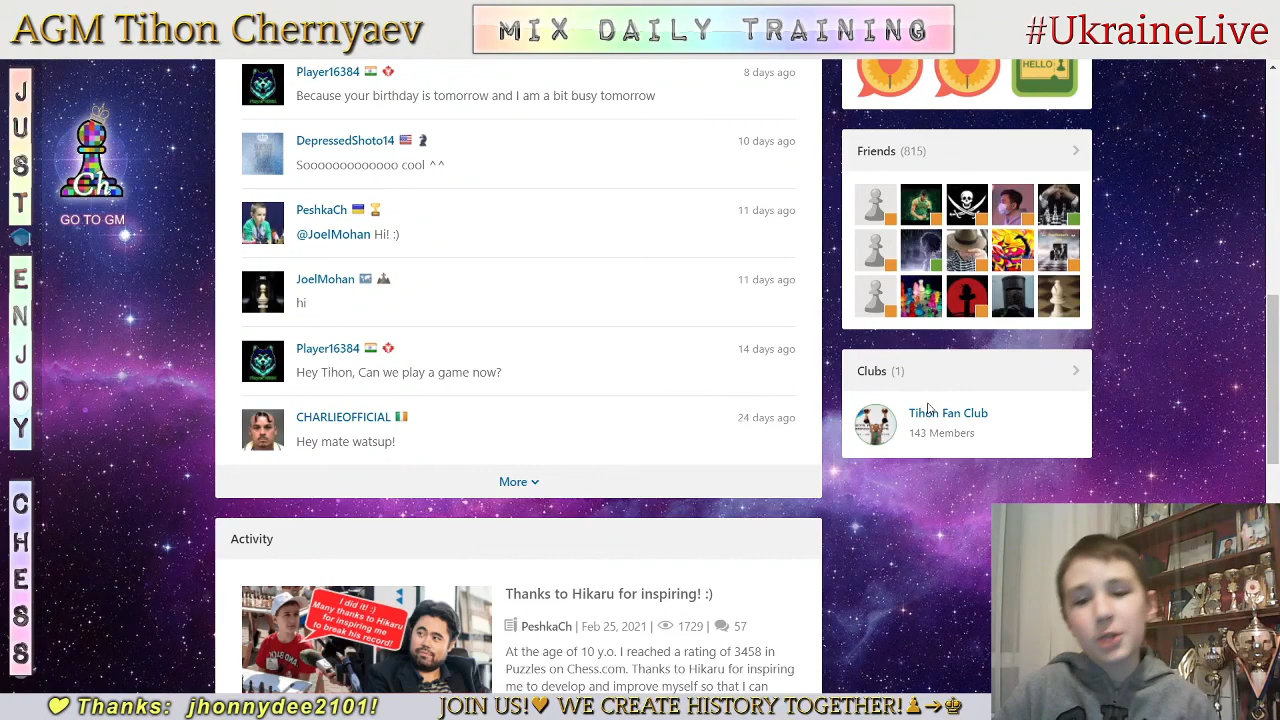 AGM Tihon Chernyaev
MIX DAILY TRAINING
#UkraineLive
JUST
ENJOY
CHESS
Ch
GO TO GM
Player16384
8 days ago
Because your birthday is tomorrow and I am a bit busy tomorrow
DepressedShoto14
10 days ago
Sooooooooooooo cool ^^
PeshkaCh
11 days ago
@JoelMohan Hi! :)
JoelMohan
11 days ago
hi
Player16384
14 days ago
Hey Tihon, Can we play a game now?
CHARLIEOFFICIAL
24 days ago
Hey mate watsup!
More
Activity
I did it! :)
Many thanks to Hikaru
for inspiring me
to break his record!
Thanks to Hikaru for inspiring! :)
PeshkaCh | Feb 25, 2021 | 1729 | 57
At the age of 10 y.o. I reached a rating of 3458 in
Puzzles on Chess.com. Thanks to Hikaru for inspiring
me to develop and improve myself so that I can
HELLO
Friends (815)
Clubs (1)
Tihon Fan Club
143 Members
Thanks: jhonnydee2101!
JOIN US! WE CREATE HISTORY TOGETHER!